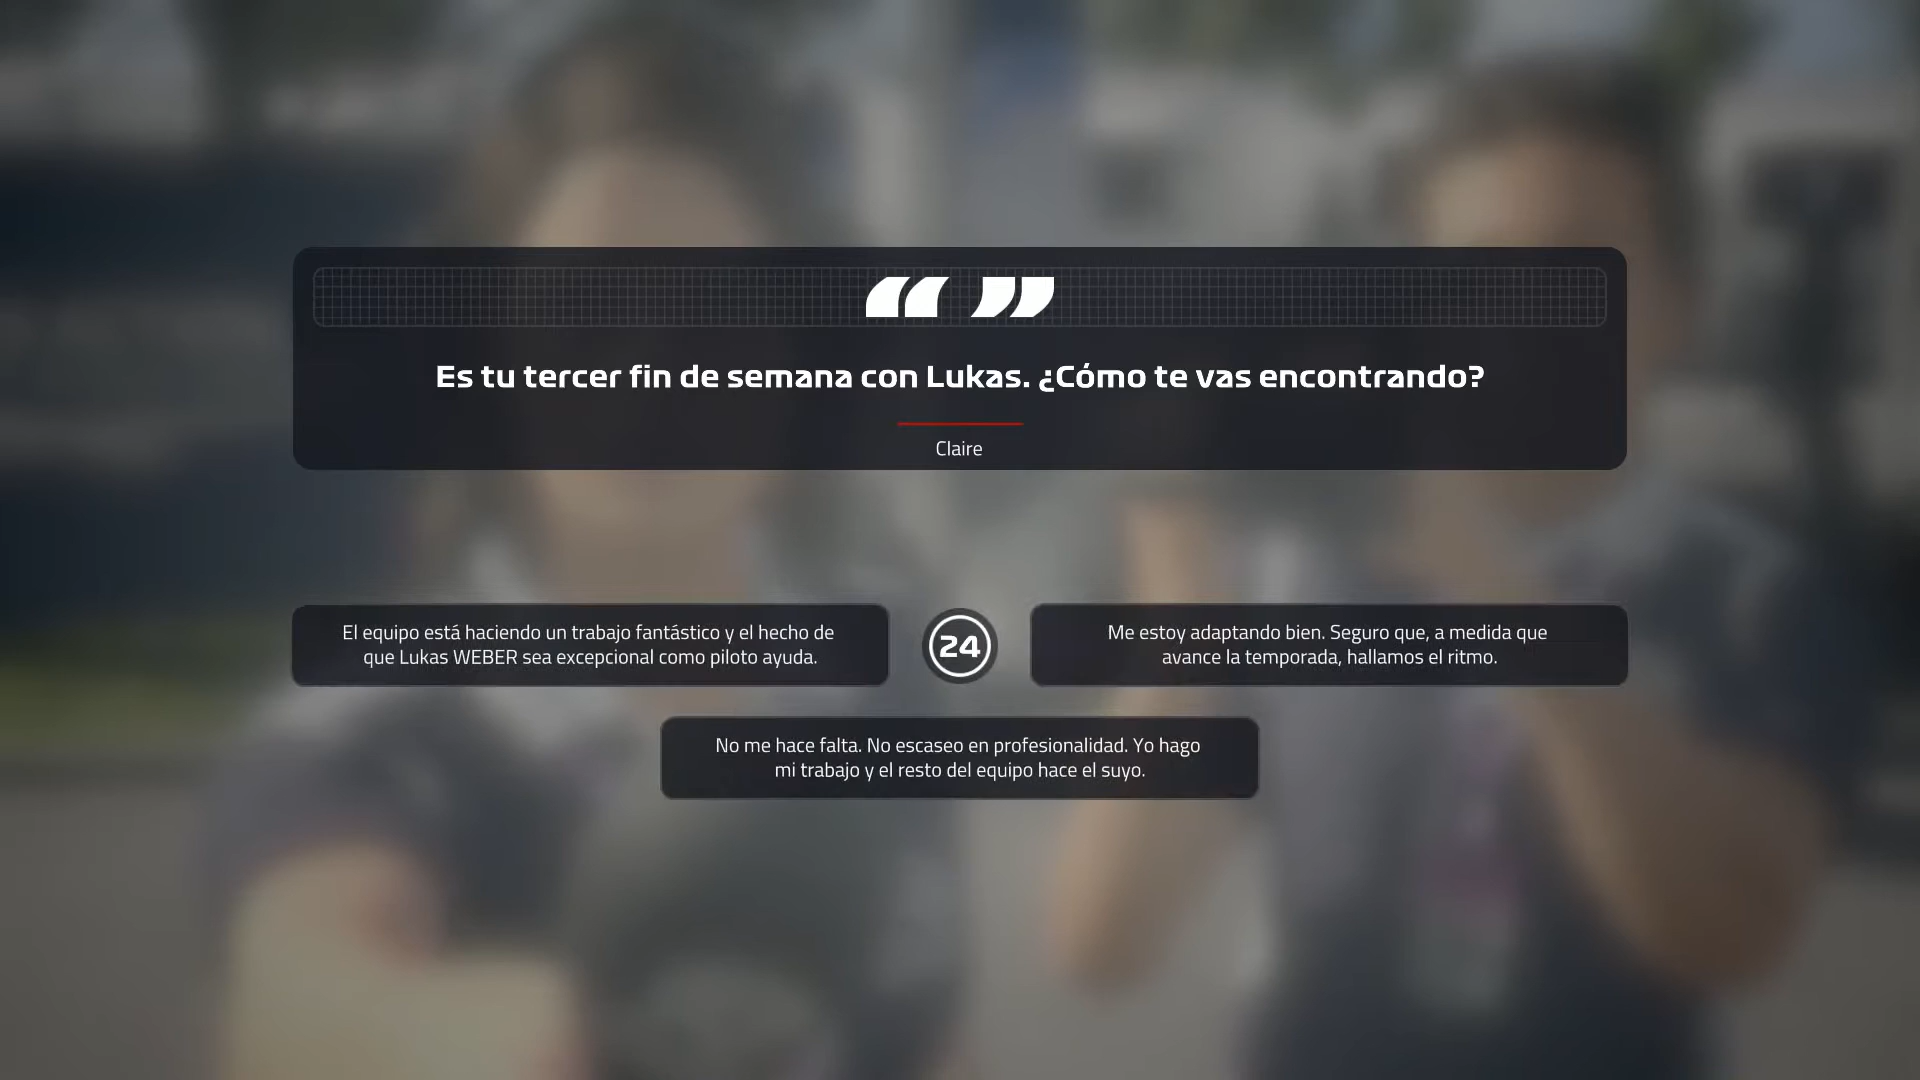 “ ”
Es tu tercer fin de semana con Lukas. ¿Cómo te vas encontrando?
Claire
El equipo está haciendo un trabajo fantástico y el hecho de
que Lukas WEBER sea excepcional como piloto ayuda.
24
Me estoy adaptando bien. Seguro que, a medida que
avance la temporada, hallamos el ritmo.
No me hace falta. No escaseo en profesionalidad. Yo hago
mi trabajo y el resto del equipo hace el suyo.